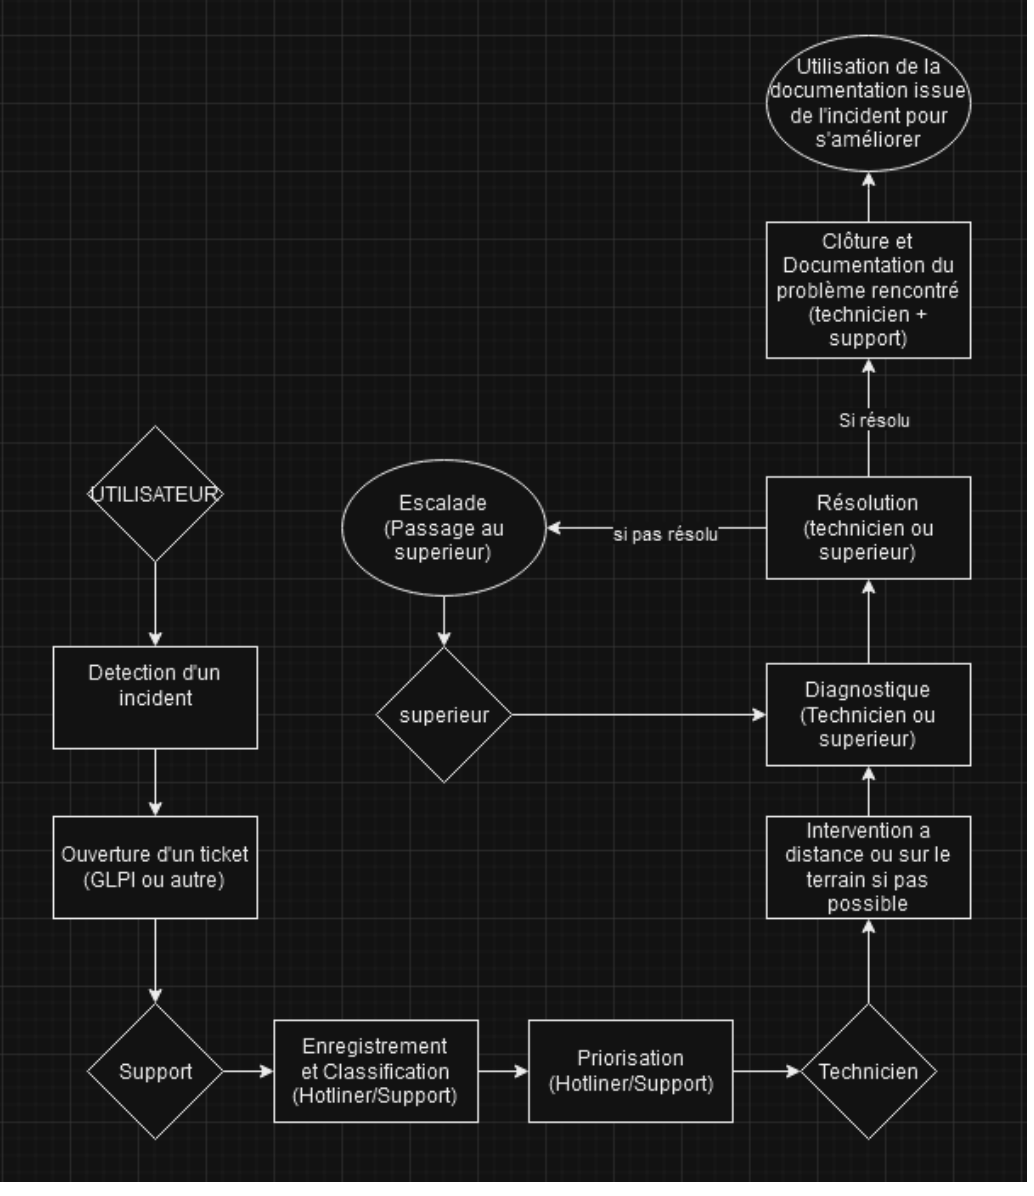 Utilisation de la
documentation issue
de l'incident pour
s'améliorer
Clôture et
Documentation du
problème rencontré
(technicien +
support)
Si résolu
UTILISATEUR
Escalade
(Passage au
superieur)
si pas résolu
Résolution
(technicien ou
superieur)
Detection d'un
incident
superieur
Diagnostique
(Technicien ou
superieur)
Ouverture d'un ticket
(GLPI ou autre)
Intervention a
distance ou sur le
terrain si pas
possible
Support
Enregistrement
et Classification
(Hotliner/Support)
Priorisation
(Hotliner/Support)
Technicien